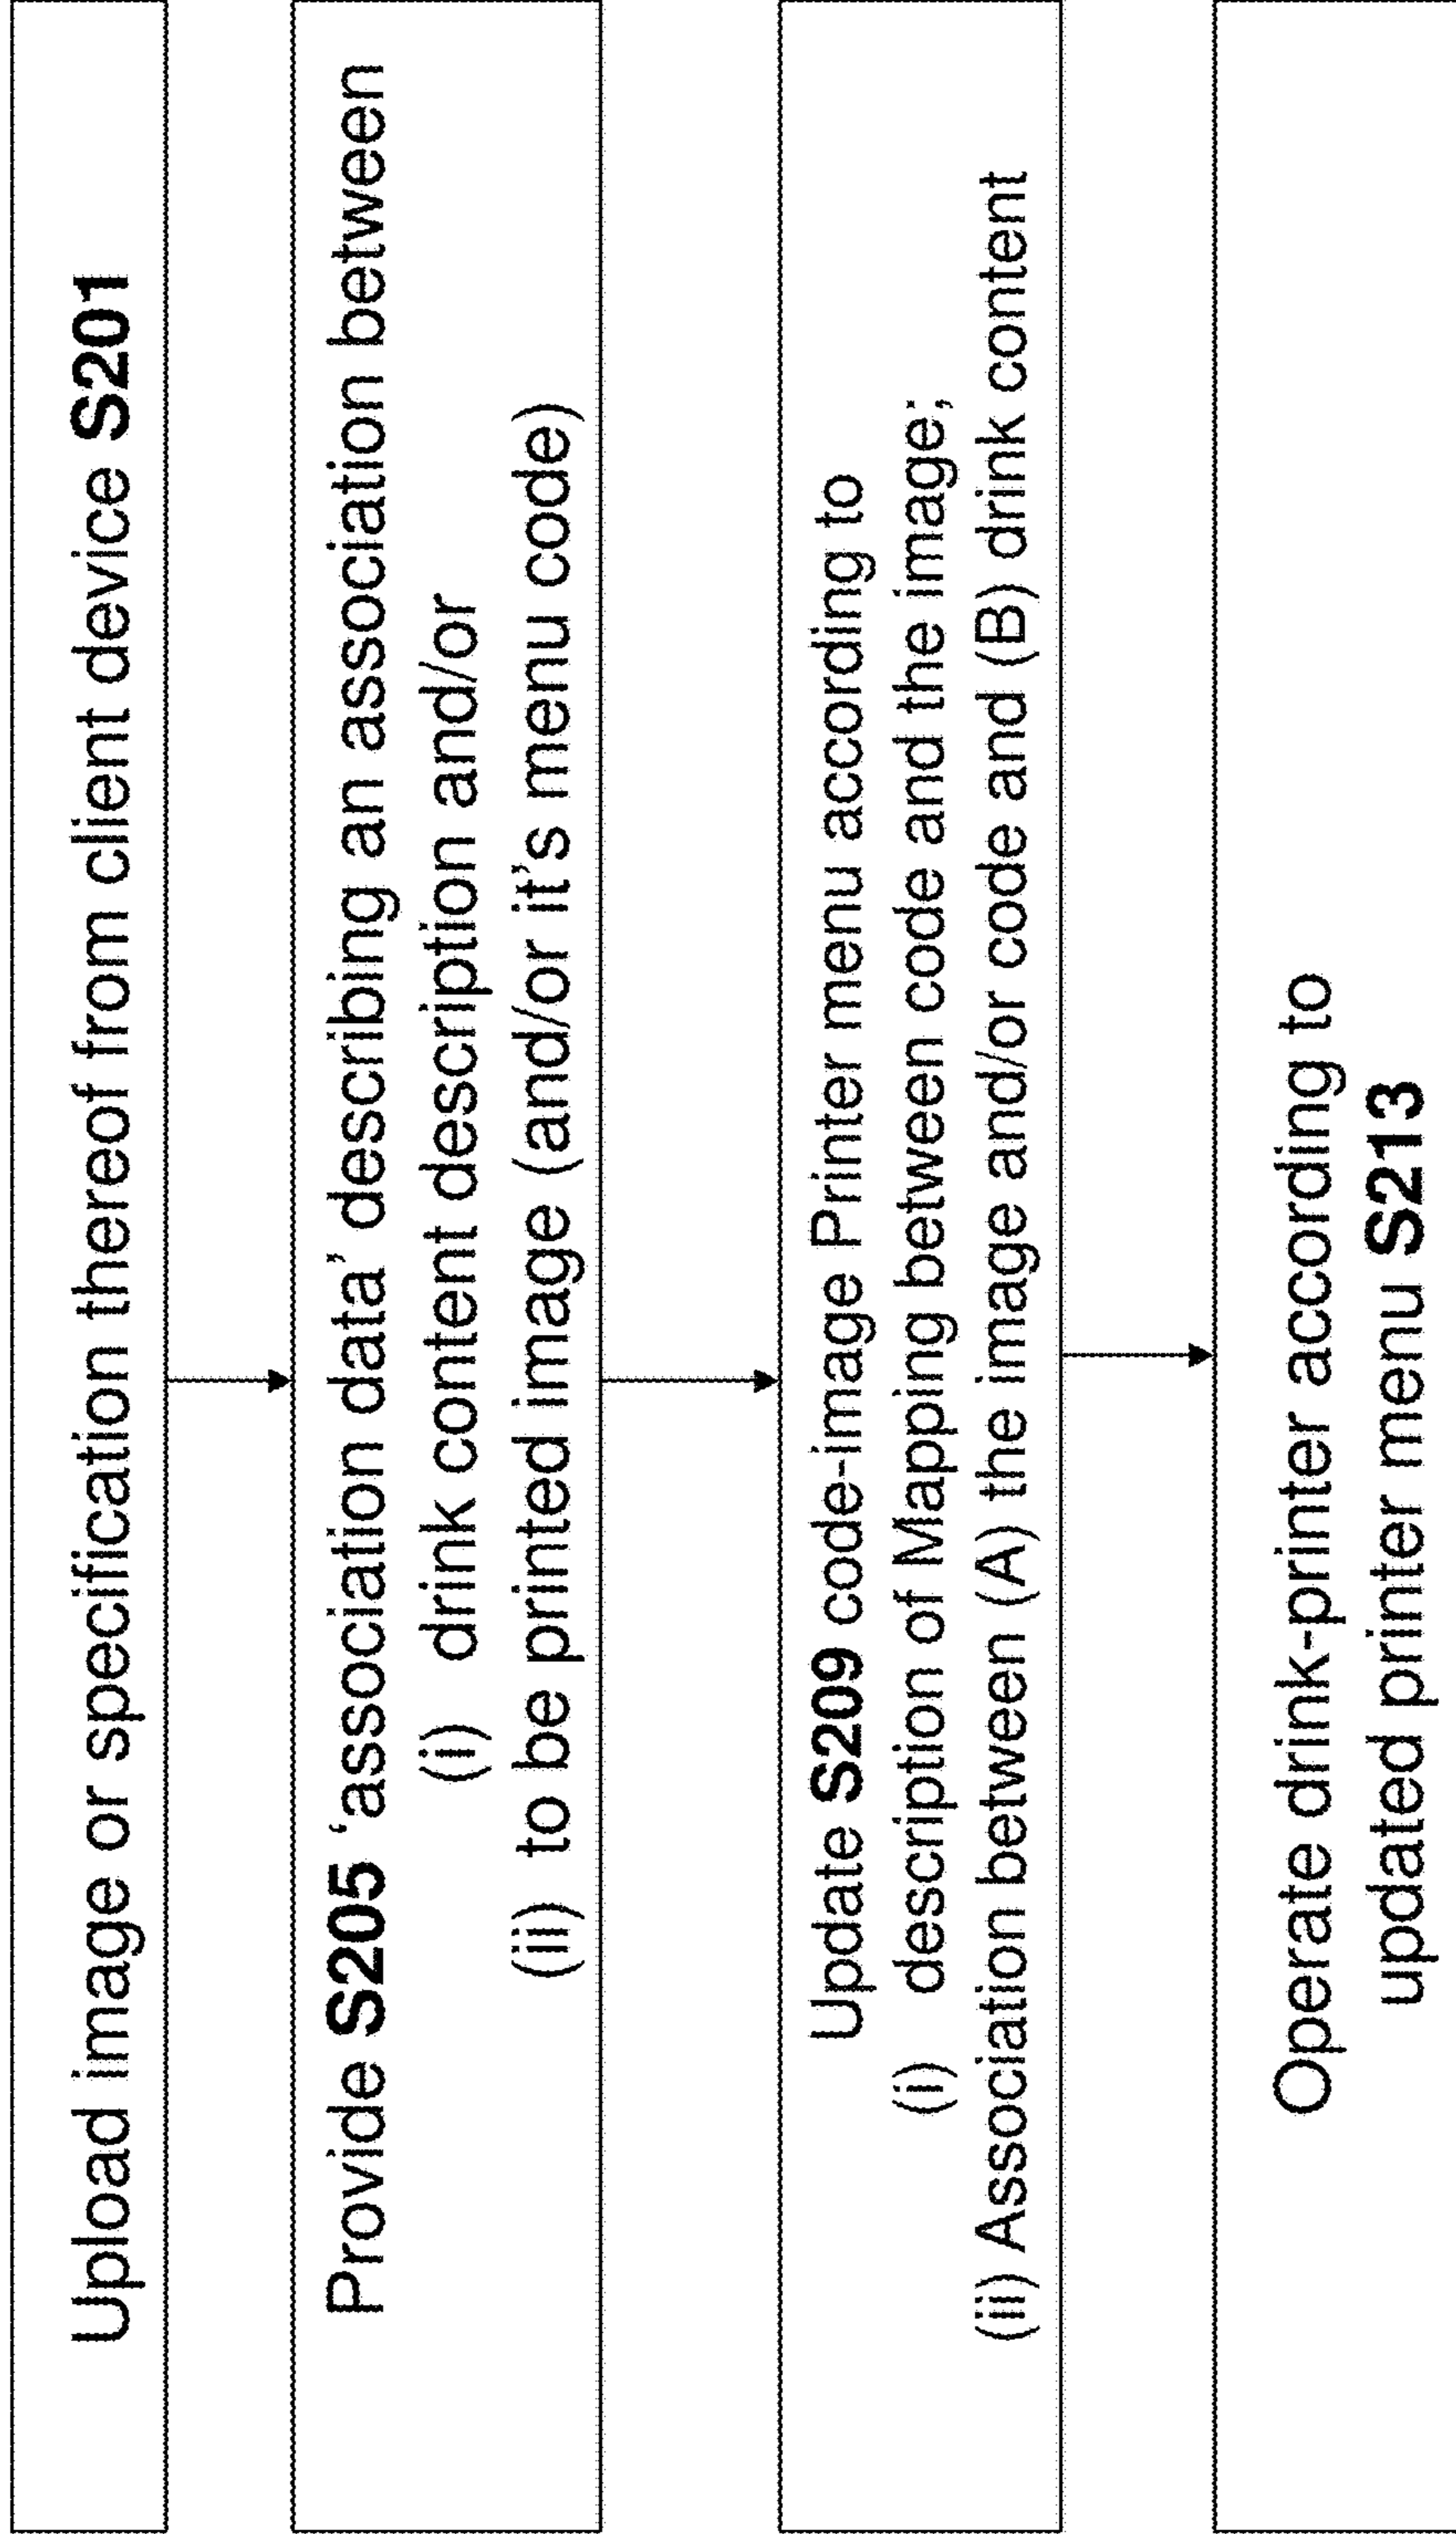 Upload image or specification thereof from client device S201
Provide S205 ‘association data’ describing an association between
(i) drink content description and/or
(ii) to be printed image (and/or it’s menu code)
Update S209 code-image Printer menu according to
(i) description of Mapping between code and the image;
(ii) Association between (A) the image and/or code and (B) drink content
Operate drink-printer according to
updated printer menu S213